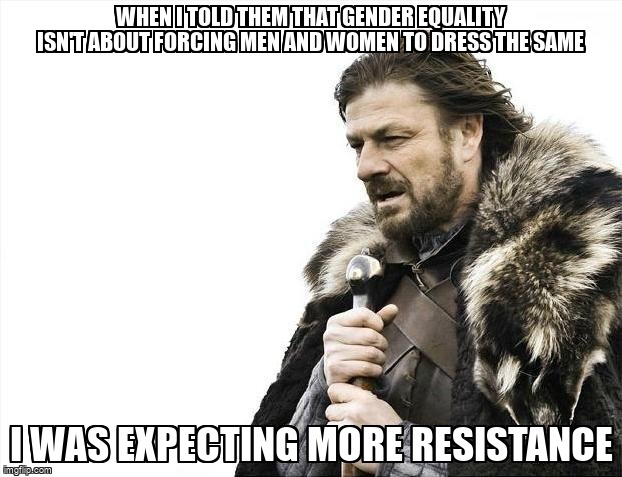 WHEN I TOLD THEM THAT GENDER EQUALITY
ISN'T ABOUT FORCING MEN AND WOMEN TO DRESS THE SAME
I WAS EXPECTING MORE RESISTANCE
imgflip.com